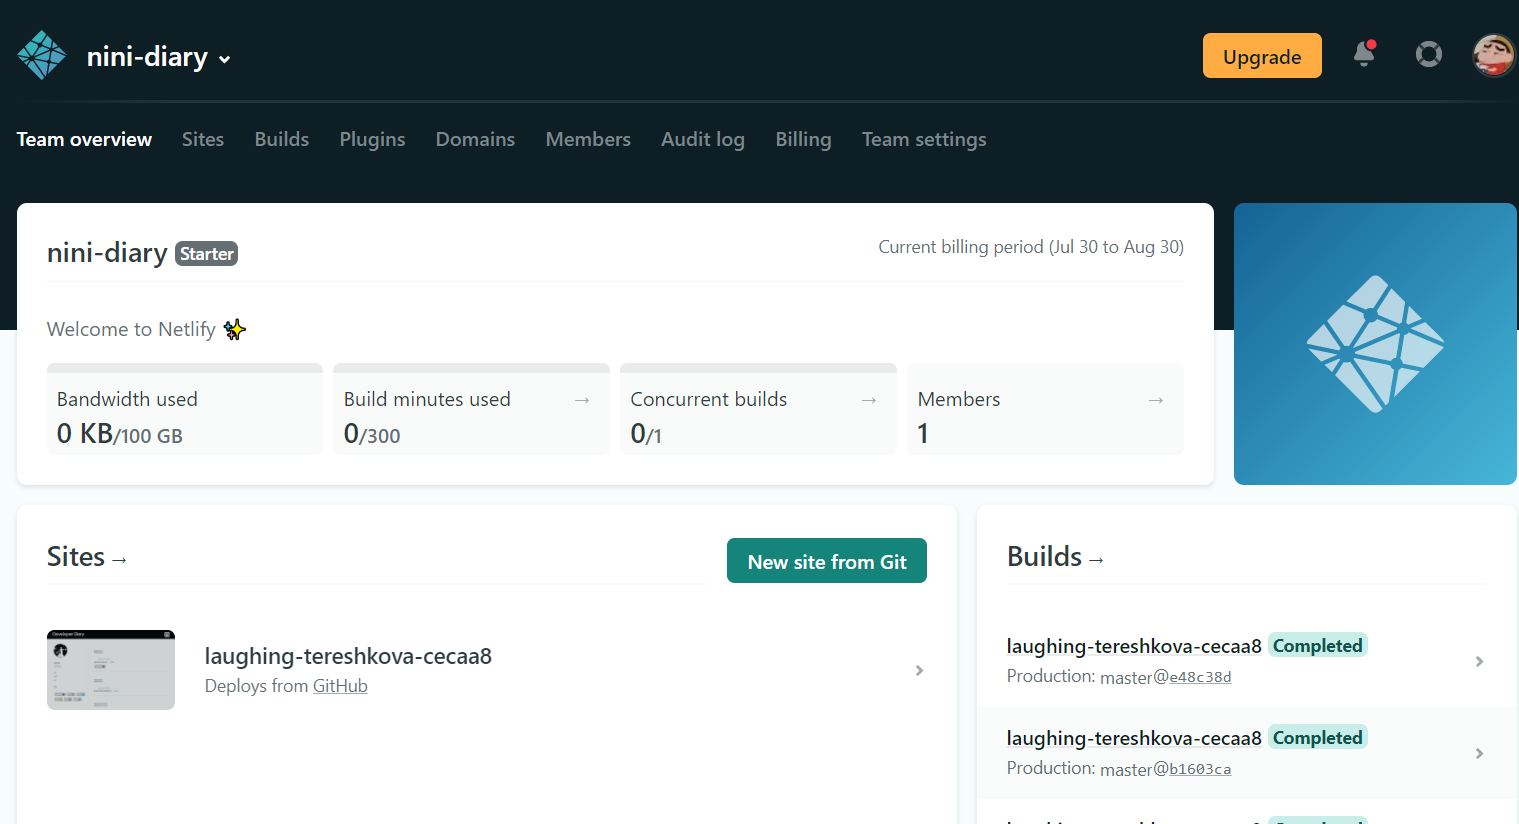 nini-diary
Upgrade
Team overview Sites Builds Plugins Domains Members Audit log Billing Team settings
nini-diary Starter
Current billing period (Jul 30 to Aug 30)
Welcome to Netlify ✨
Bandwidth used
0 KB/100 GB
Build minutes used →
0/300
Concurrent builds →
0/1
Members →
1
Sites →
New site from Git
Developer Diary
laughing-tereshkova-cecaa8
Deploys from GitHub
Builds →
laughing-tereshkova-cecaa8 Completed
Production: master@e48c38d
laughing-tereshkova-cecaa8 Completed
Production: master@b1603ca